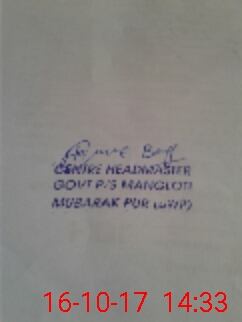 CENTRE HEADMASTER
GOVT P/S MANGLOTI
MUBARAK PUR
16-10-17 14:33